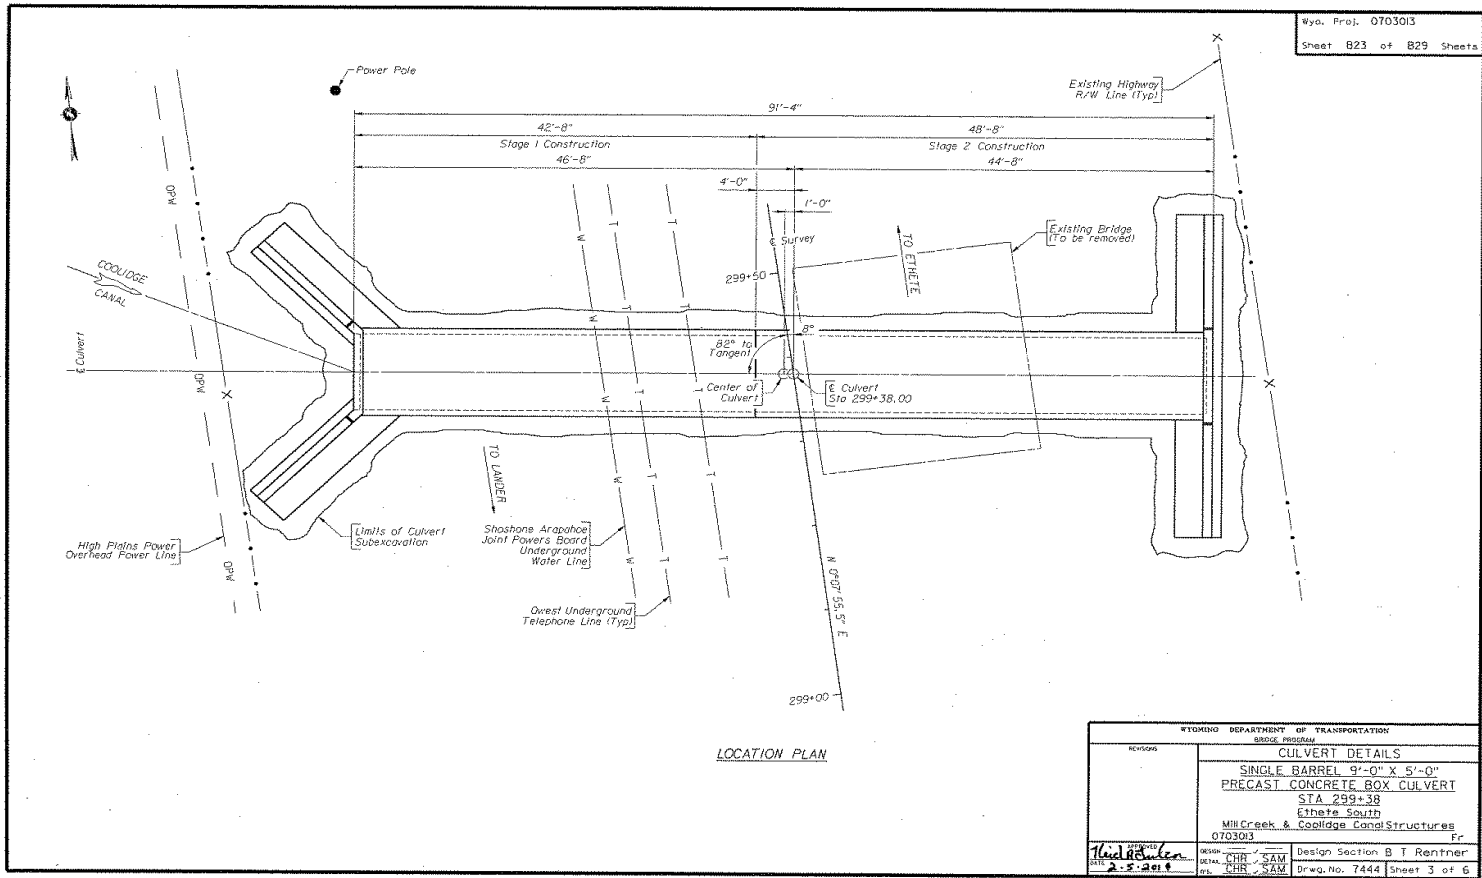 Wyo. Proj. 0703013
Sheet B23 of B29 Sheets
Power Pole
Existing Highway
R/W Line (Typ)
X
91'-4"
42'-8"
48'-8"
Stage 1 Construction
Stage 2 Construction
46'-8"
44'-8"
4'-0"
1'-0"
OPW
W
T
T
℄ Survey
TO ETHETE
Existing Bridge
(To be removed)
299+50
COOLIDGE
CANAL
T
T
W
8°
82° to
Tangent
℄ Culvert
OPW
X
X
T
T
W
Center of
Culvert
℄ Culvert
Sta 299+38.00
TO LANDER
W
T
T
Limits of Culvert
Subexcavation
Shoshone Arapahoe
Joint Powers Board
Underground
Water Line
High Plains Power
Overhead Power Line
OPW
W
T
T
N 0°07'55.5" E
Qwest Underground
Telephone Line (Typ)
299+00
LOCATION PLAN
WYOMING DEPARTMENT OF TRANSPORTATION
BRIDGE PROGRAM
REVISIONS
CULVERT DETAILS
SINGLE BARREL 9'-0" X 5'-0"
PRECAST CONCRETE BOX CULVERT
STA 299+38
Ethete South
Mill Creek & Coolidge Canal Structures
0703013 Fr
APPROVED
DATE 2-5-2014
DESIGN
DETAIL CHR SAM
CHR SAM
Design Section B T Rentner
Drwg. No. 7444 Sheet 3 of 6